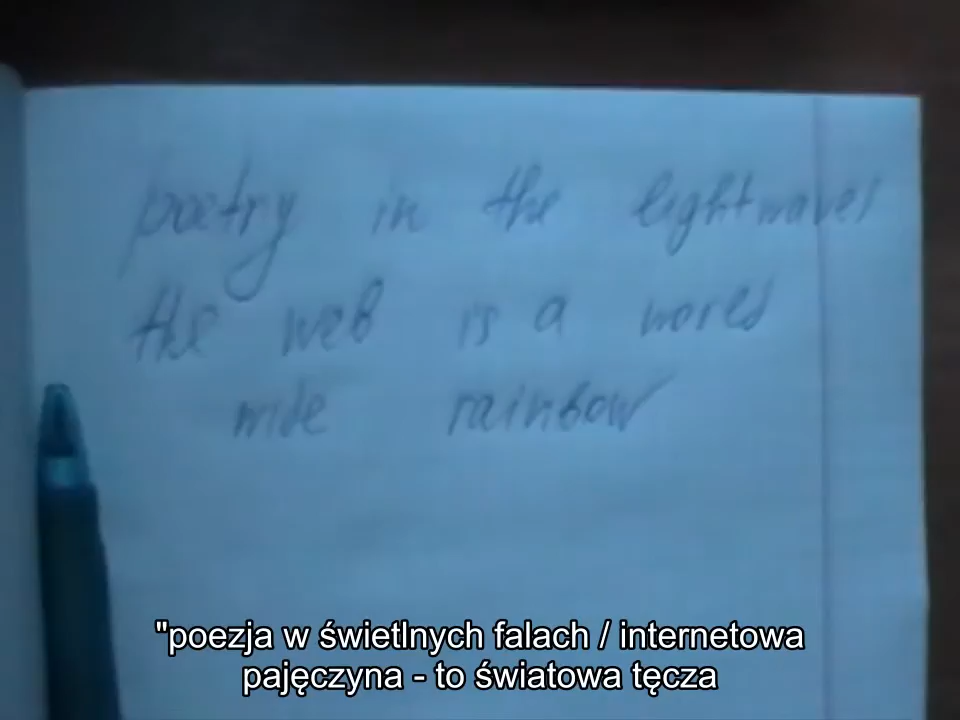 poetry in the lightwaves
the web is a world
wide rainbow
"poezja w świetlnych falach / internetowa
pajęczyna - to światowa tęcza